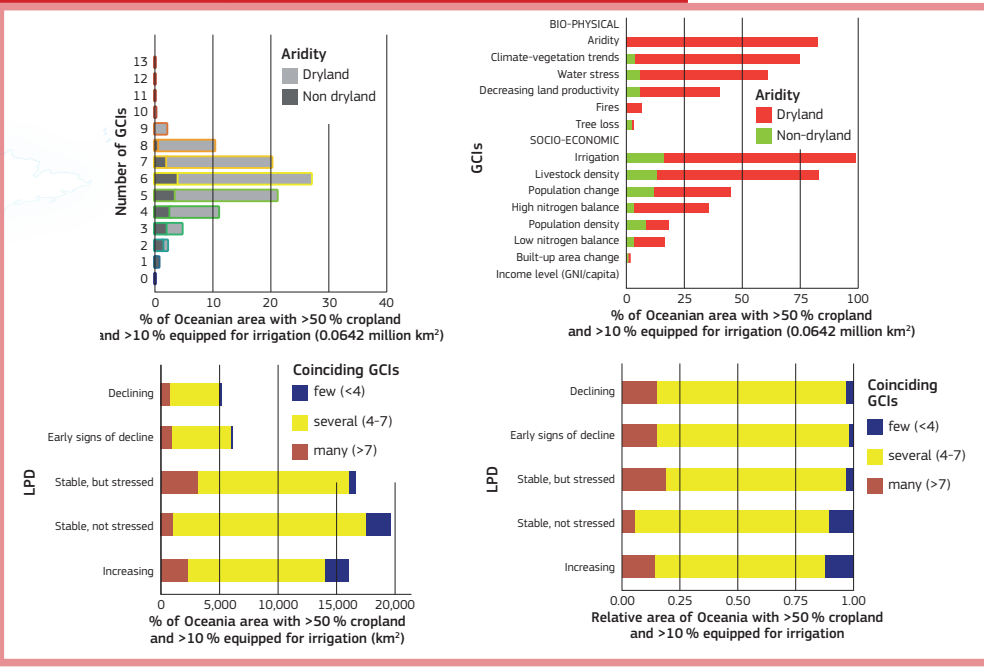 Number of GCIs
13
12
11
10
9
8
7
6
5
4
3
2
1
0
Aridity
Dryland
Non dryland
0
10
20
30
40
% of Oceanian area with >50 % cropland
and >10 % equipped for irrigation (0.0642 million km²)
GCIs
BIO-PHYSICAL
Aridity
Climate-vegetation trends
Water stress
Decreasing land productivity
Fires
Tree loss
SOCIO-ECONOMIC
Irrigation
Livestock density
Population change
High nitrogen balance
Population density
Low nitrogen balance
Built-up area change
Income level (GNI/capita)
Aridity
Dryland
Non-dryland
0
25
50
75
100
% of Oceanian area with >50 % cropland
and >10 % equipped for irrigation (0.0642 million km²)
LPD
Declining
Early signs of decline
Stable, but stressed
Stable, not stressed
Increasing
Coinciding GCIs
few (<4)
several (4-7)
many (>7)
0
5,000
10,000
15,000
20,000
% of Oceania area with >50 % cropland
and >10 % equipped for irrigation (km²)
LPD
Declining
Early signs of decline
Stable, but stressed
Stable, not stressed
Increasing
Coinciding
GCIs
few (<4)
several (4-7)
many (>7)
0.00
0.25
0.50
0.75
1.00
Relative area of Oceania with >50 % cropland
and >10 % equipped for irrigation